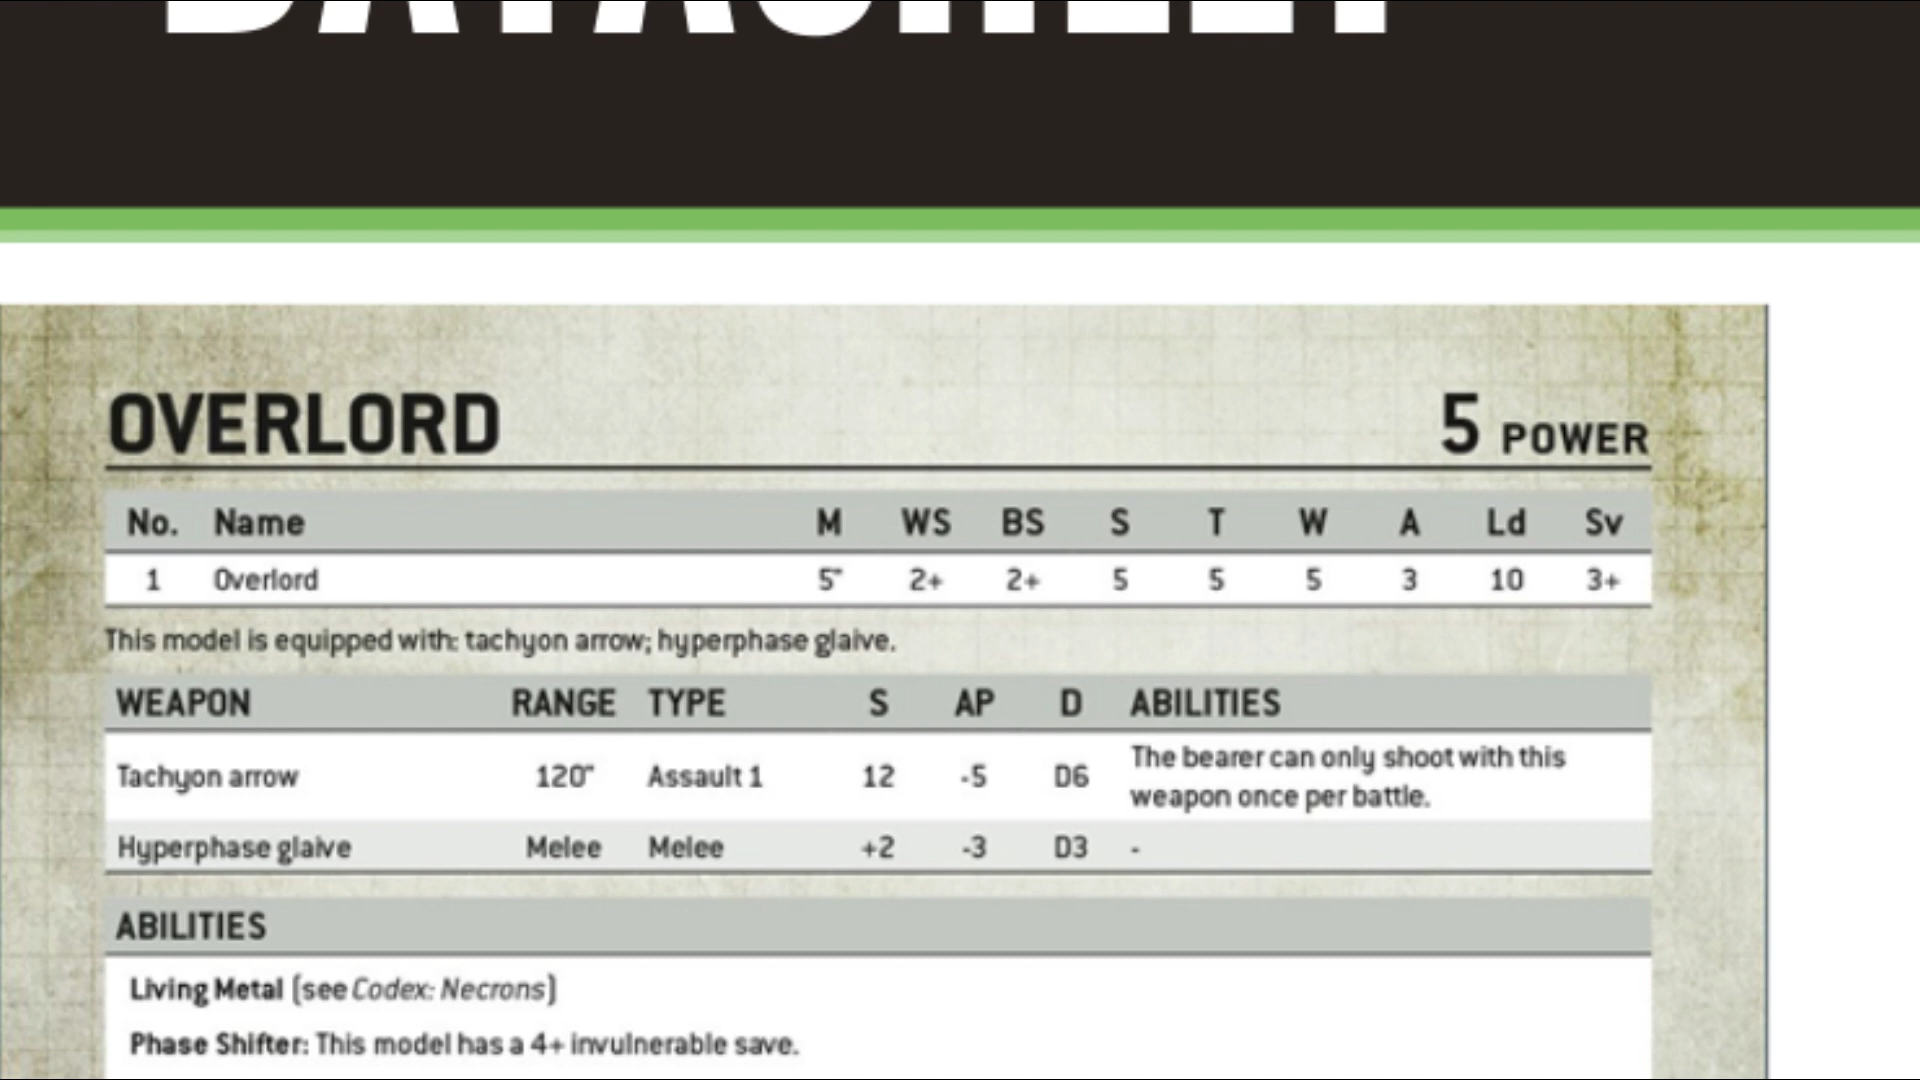 DATASHEET
OVERLORD 5 POWER
No. Name M WS BS S T W A Ld Sv
1 Overlord 5" 2+ 2+ 5 5 5 3 10 3+
This model is equipped with: tachyon arrow; hyperphase glaive.
WEAPON RANGE TYPE S AP D ABILITIES
Tachyon arrow 120" Assault 1 12 -5 D6 The bearer can only shoot with this
weapon once per battle.
Hyperphase glaive Melee Melee +2 -3 D3 -
ABILITIES
Living Metal (see Codex: Necrons)
Phase Shifter: This model has a 4+ invulnerable save.